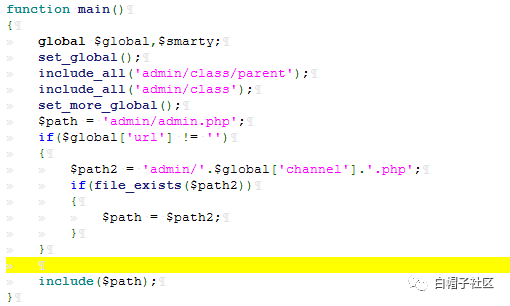 function main()
{
global $global,$smarty;
set_global();
include_all('admin/class/parent');
include_all('admin/class');
set_more_global();
$path = 'admin/admin.php';
if($global['url'] != '')
{
$path2 = 'admin/'.$global['channel'].'.php';
if(file_exists($path2))
{
$path = $path2;
}
}
include($path);
}
白帽子社区